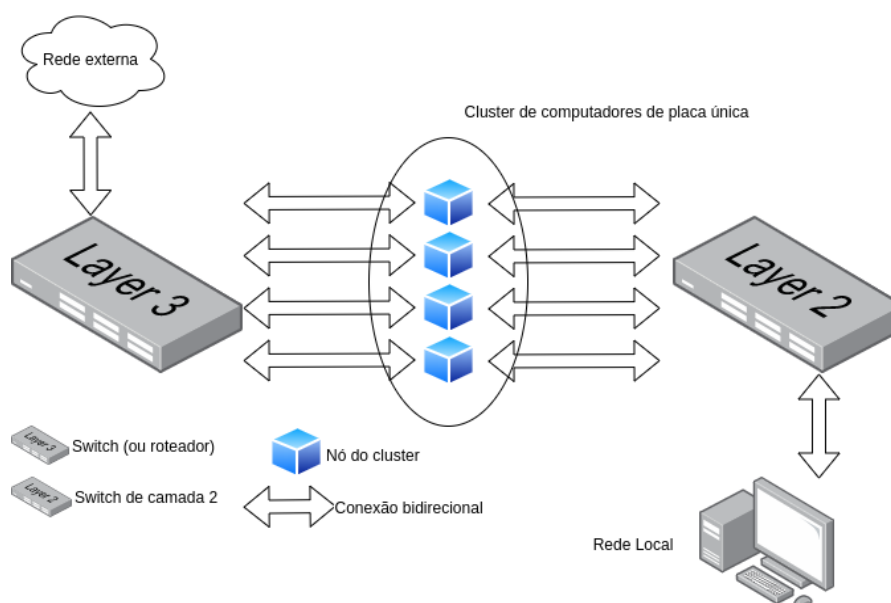 Rede externa
Cluster de computadores de placa única
Layer 3
Layer 2
Layer 3
Switch (ou roteador)
Nó do cluster
Layer 2
Switch de camada 2
Conexão bidirecional
Rede Local